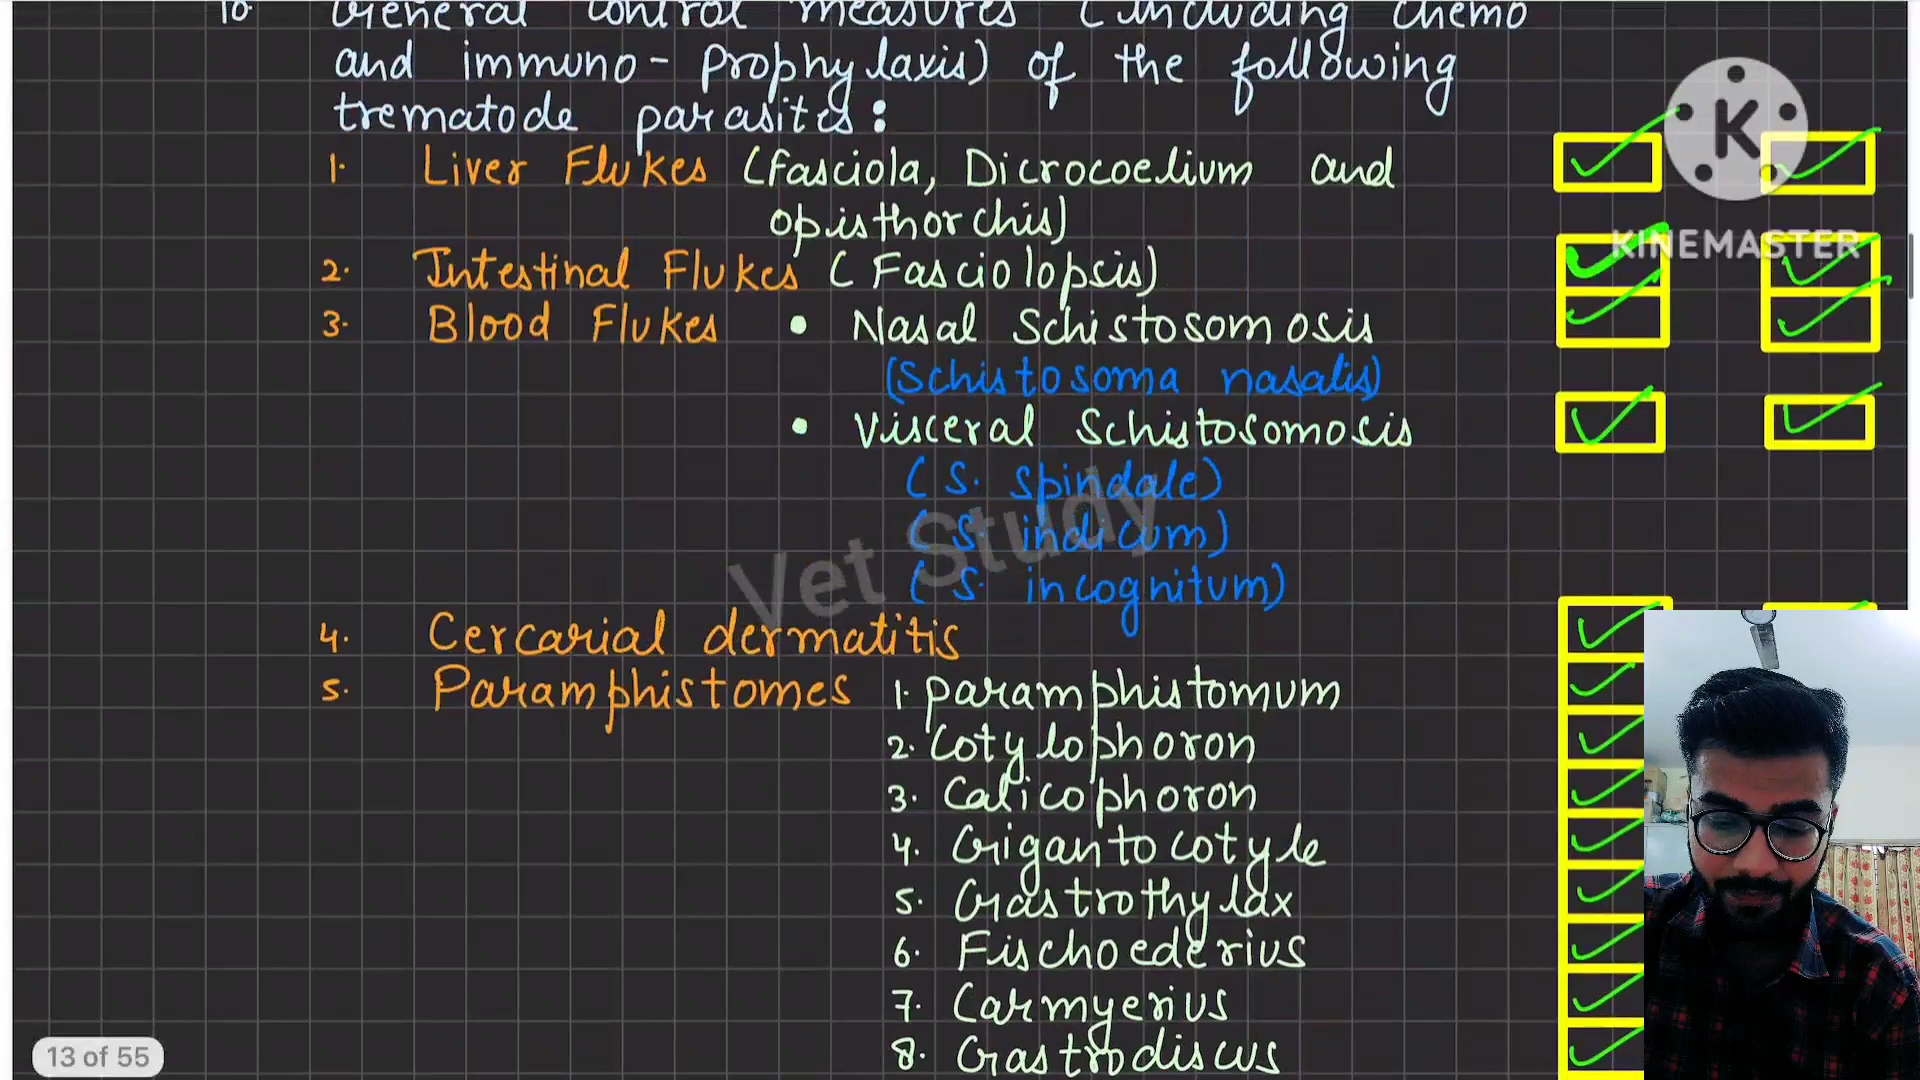 10. General control measures (including chemo
and immuno-prophylaxis) of the following
trematode parasites:
1. Liver Flukes (Fasciola, Dicrocoelium and
opisthorchis)
2. Intestinal Flukes (Fasciolopsis)
3. Blood Flukes • Nasal Schistosomosis
(Schistosoma nasalis)
• Visceral Schistosomosis
(S. spindale)
(S. indicum)
(S. incognitum)
4. Cercarial dermatitis
5. Paramphistomes 1. paramphistomum
2. Cotylophoron
3. Calicophoron
4. Gigantocotyle
5. Gastrothylax
6. Fischoederius
7. Carmyerius
8. Gastrodiscus
K
KINEMASTER
Vet Study
13 of 55